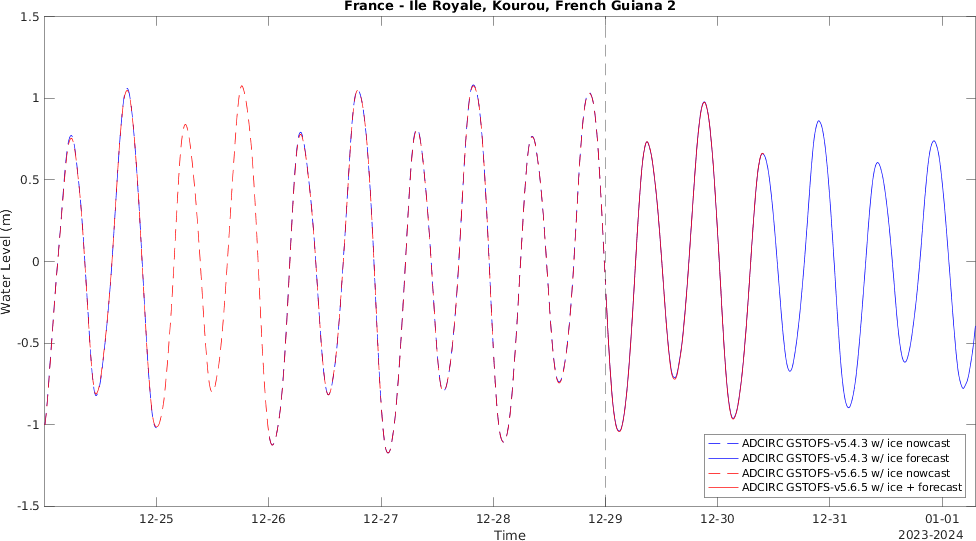 France - Ile Royale, Kourou, French Guiana 2
1.5
1
0.5
0
-0.5
-1
-1.5
Water Level (m)
12-25
12-26
12-27
12-28
12-29
12-30
12-31
01-01
Time
2023-2024
ADCIRC GSTOFS-v5.4.3 w/ ice nowcast
ADCIRC GSTOFS-v5.4.3 w/ ice forecast
ADCIRC GSTOFS-v5.6.5 w/ ice nowcast
ADCIRC GSTOFS-v5.6.5 w/ ice + forecast